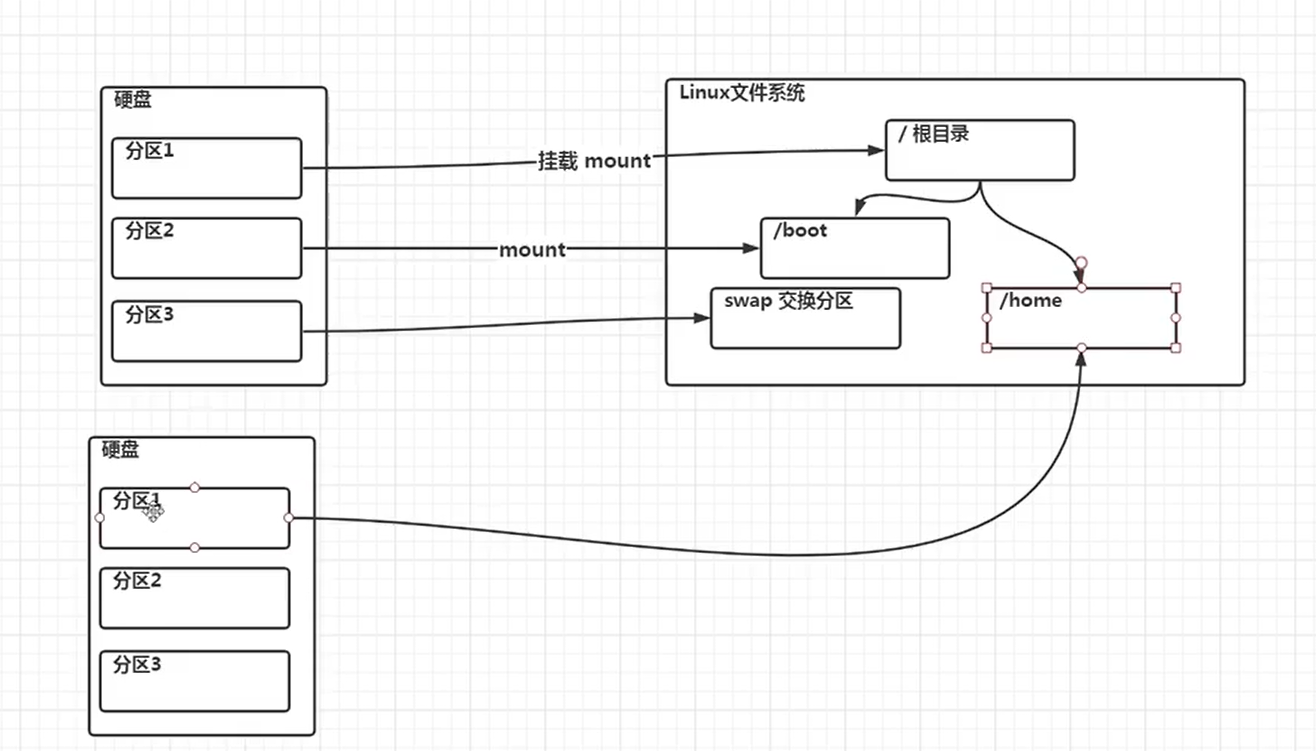 硬盘
分区1
分区2
分区3
挂载 mount
mount
Linux文件系统
/ 根目录
/boot
swap 交换分区
/home
硬盘
分区1
分区2
分区3